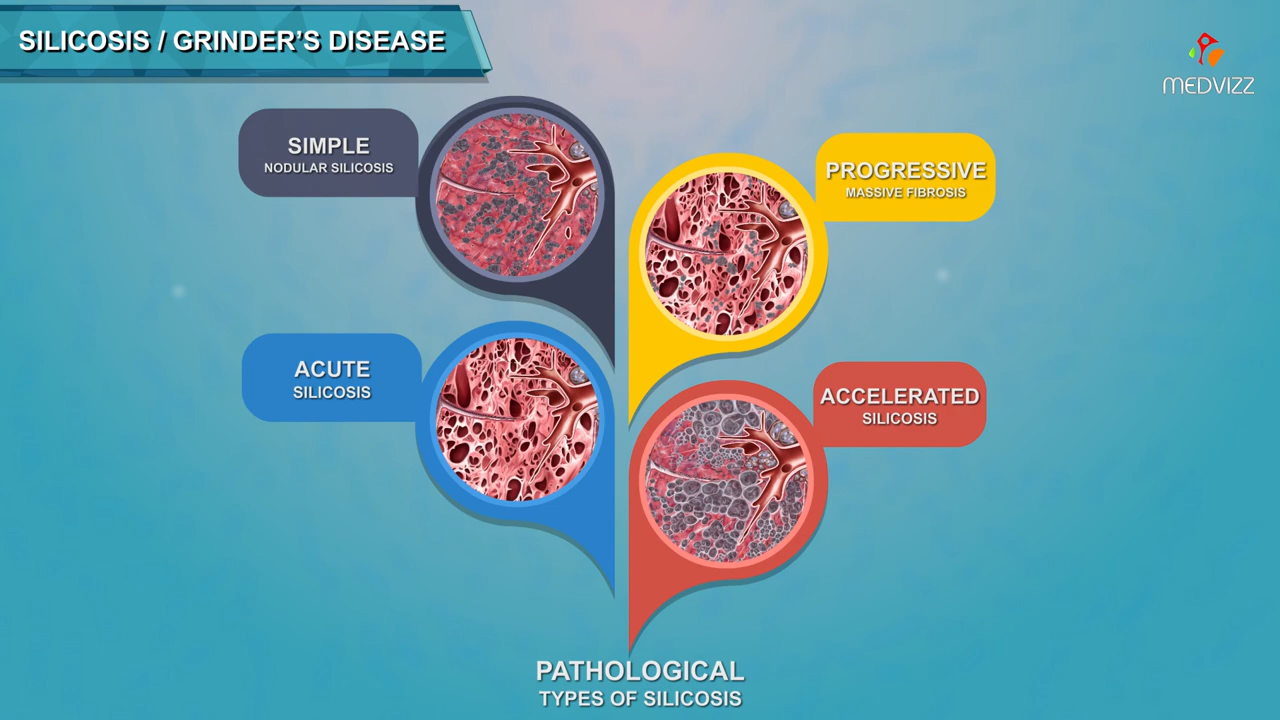 SILICOSIS / GRINDER'S DISEASE
MEDVIZZ
SIMPLE
NODULAR SILICOSIS
PROGRESSIVE
MASSIVE FIBROSIS
ACUTE
SILICOSIS
ACCELERATED
SILICOSIS
PATHOLOGICAL
TYPES OF SILICOSIS